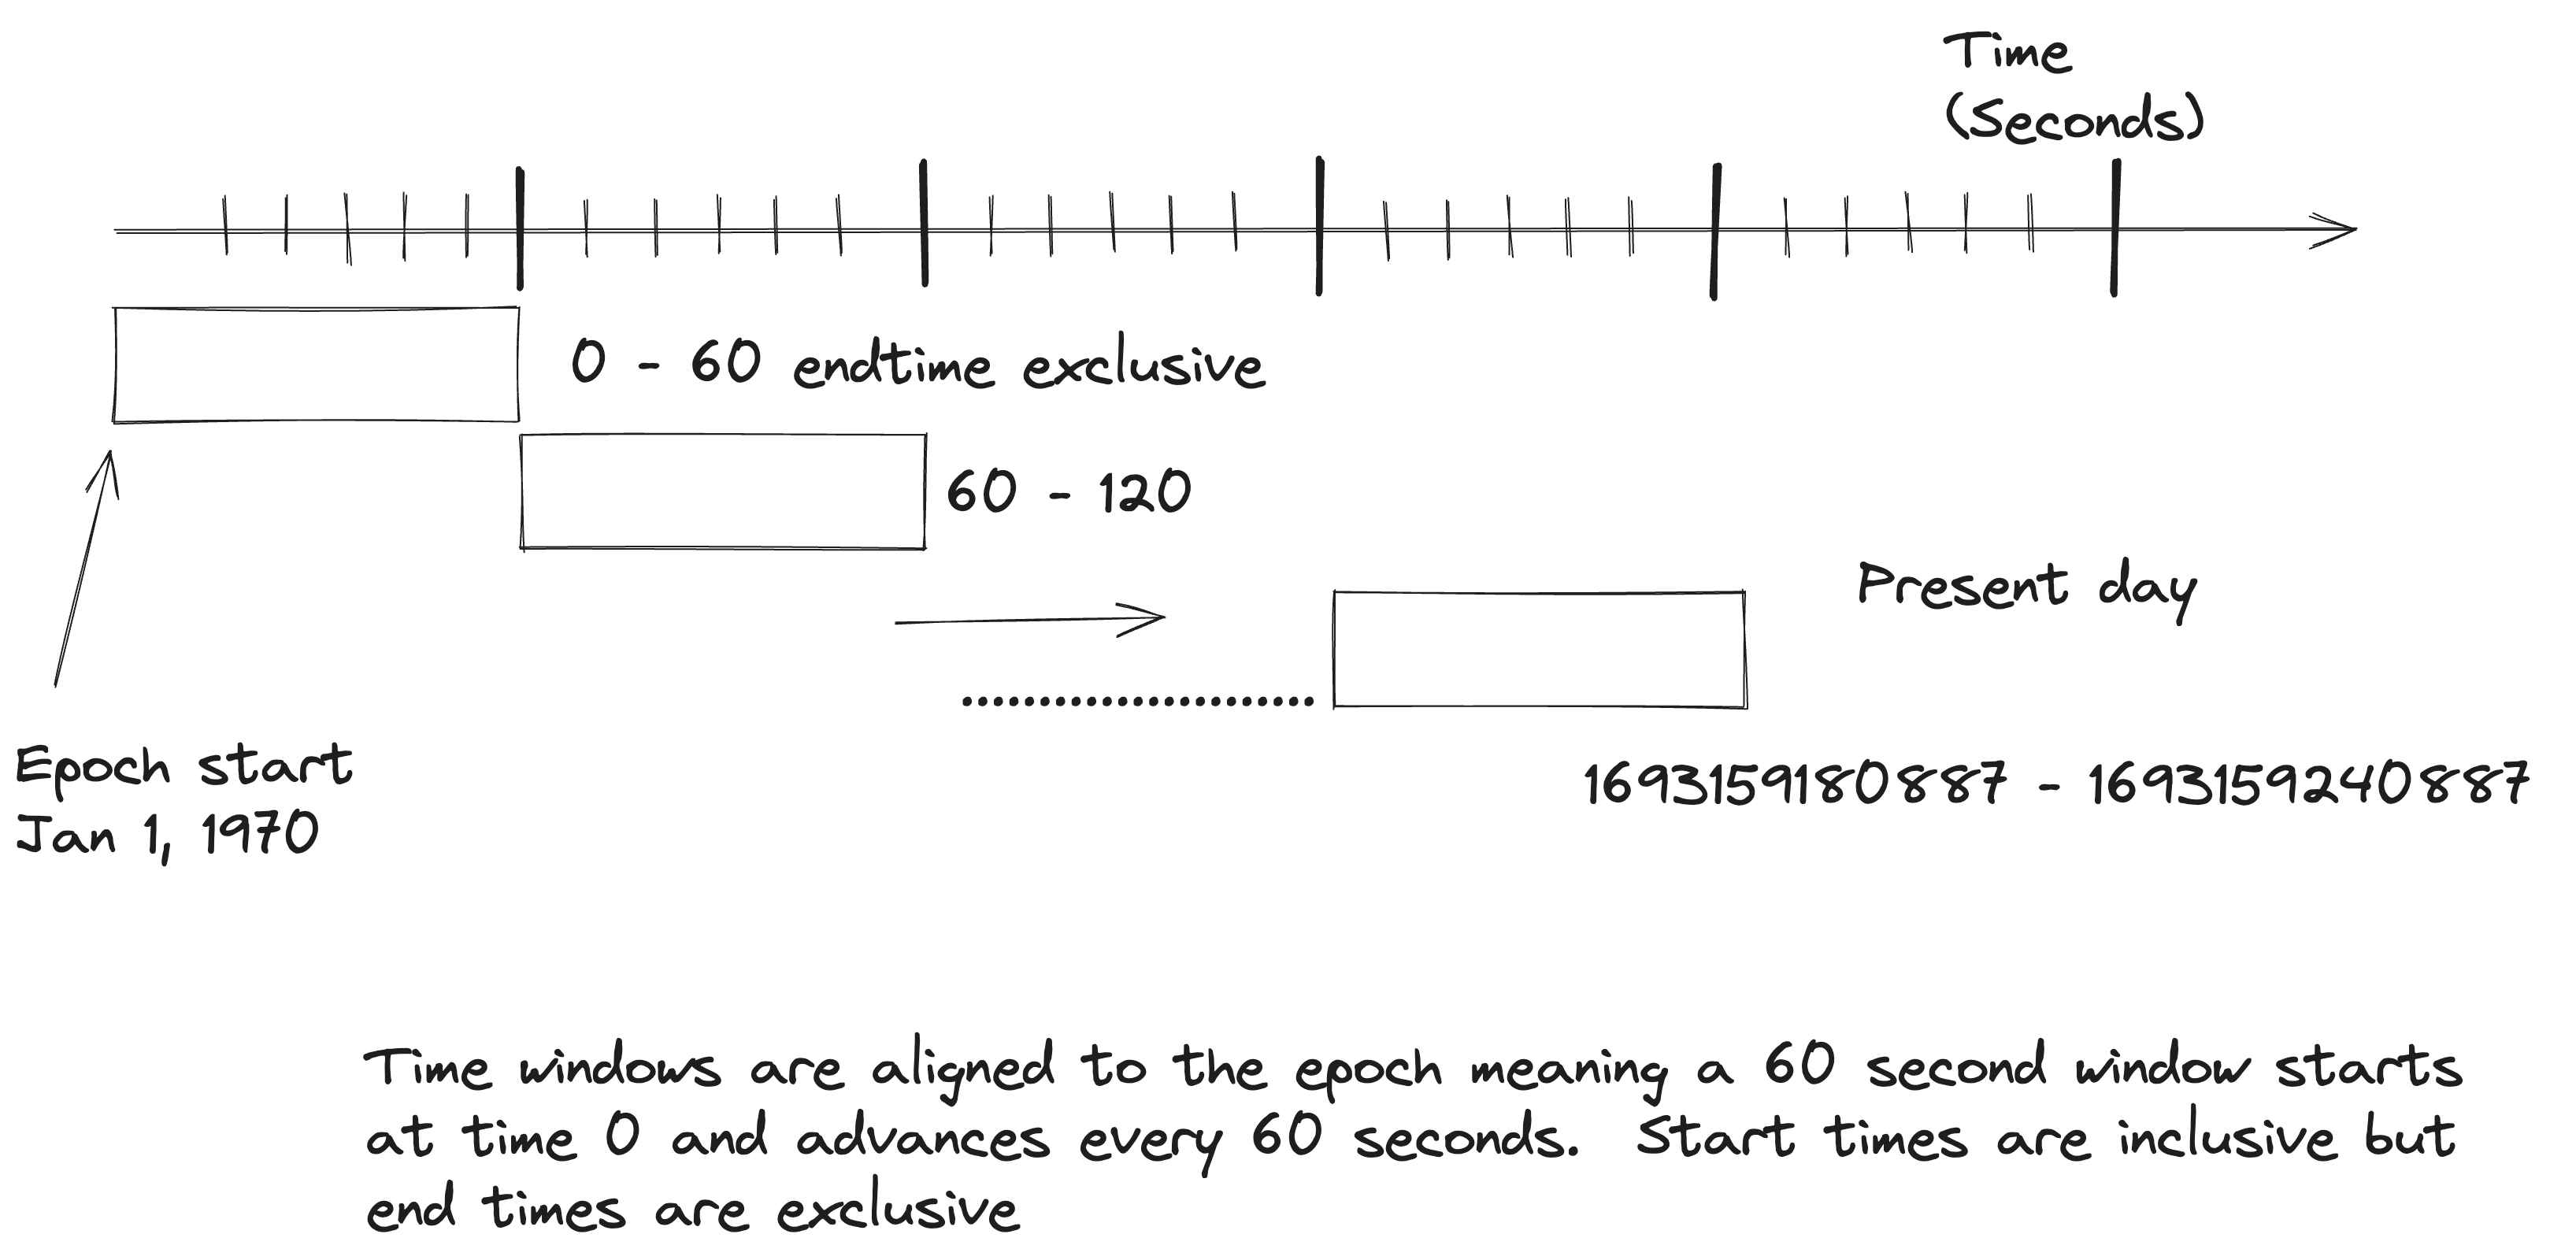 Time
(Seconds)
0 - 60 endtime exclusive
60 - 120
Present day
Epoch start
Jan 1, 1970
1693159180887 - 1693159240887
Time windows are aligned to the epoch meaning a 60 second window starts
at time 0 and advances every 60 seconds. Start times are inclusive but
end times are exclusive